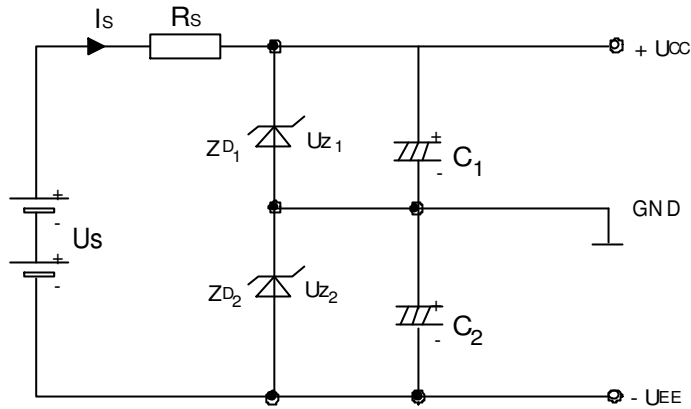 IS
RS
+ UCC
ZD1
Uz1
+
C1
-
GND
+
-
Us
+
-
ZD2
Uz2
+
C2
-
- UEE